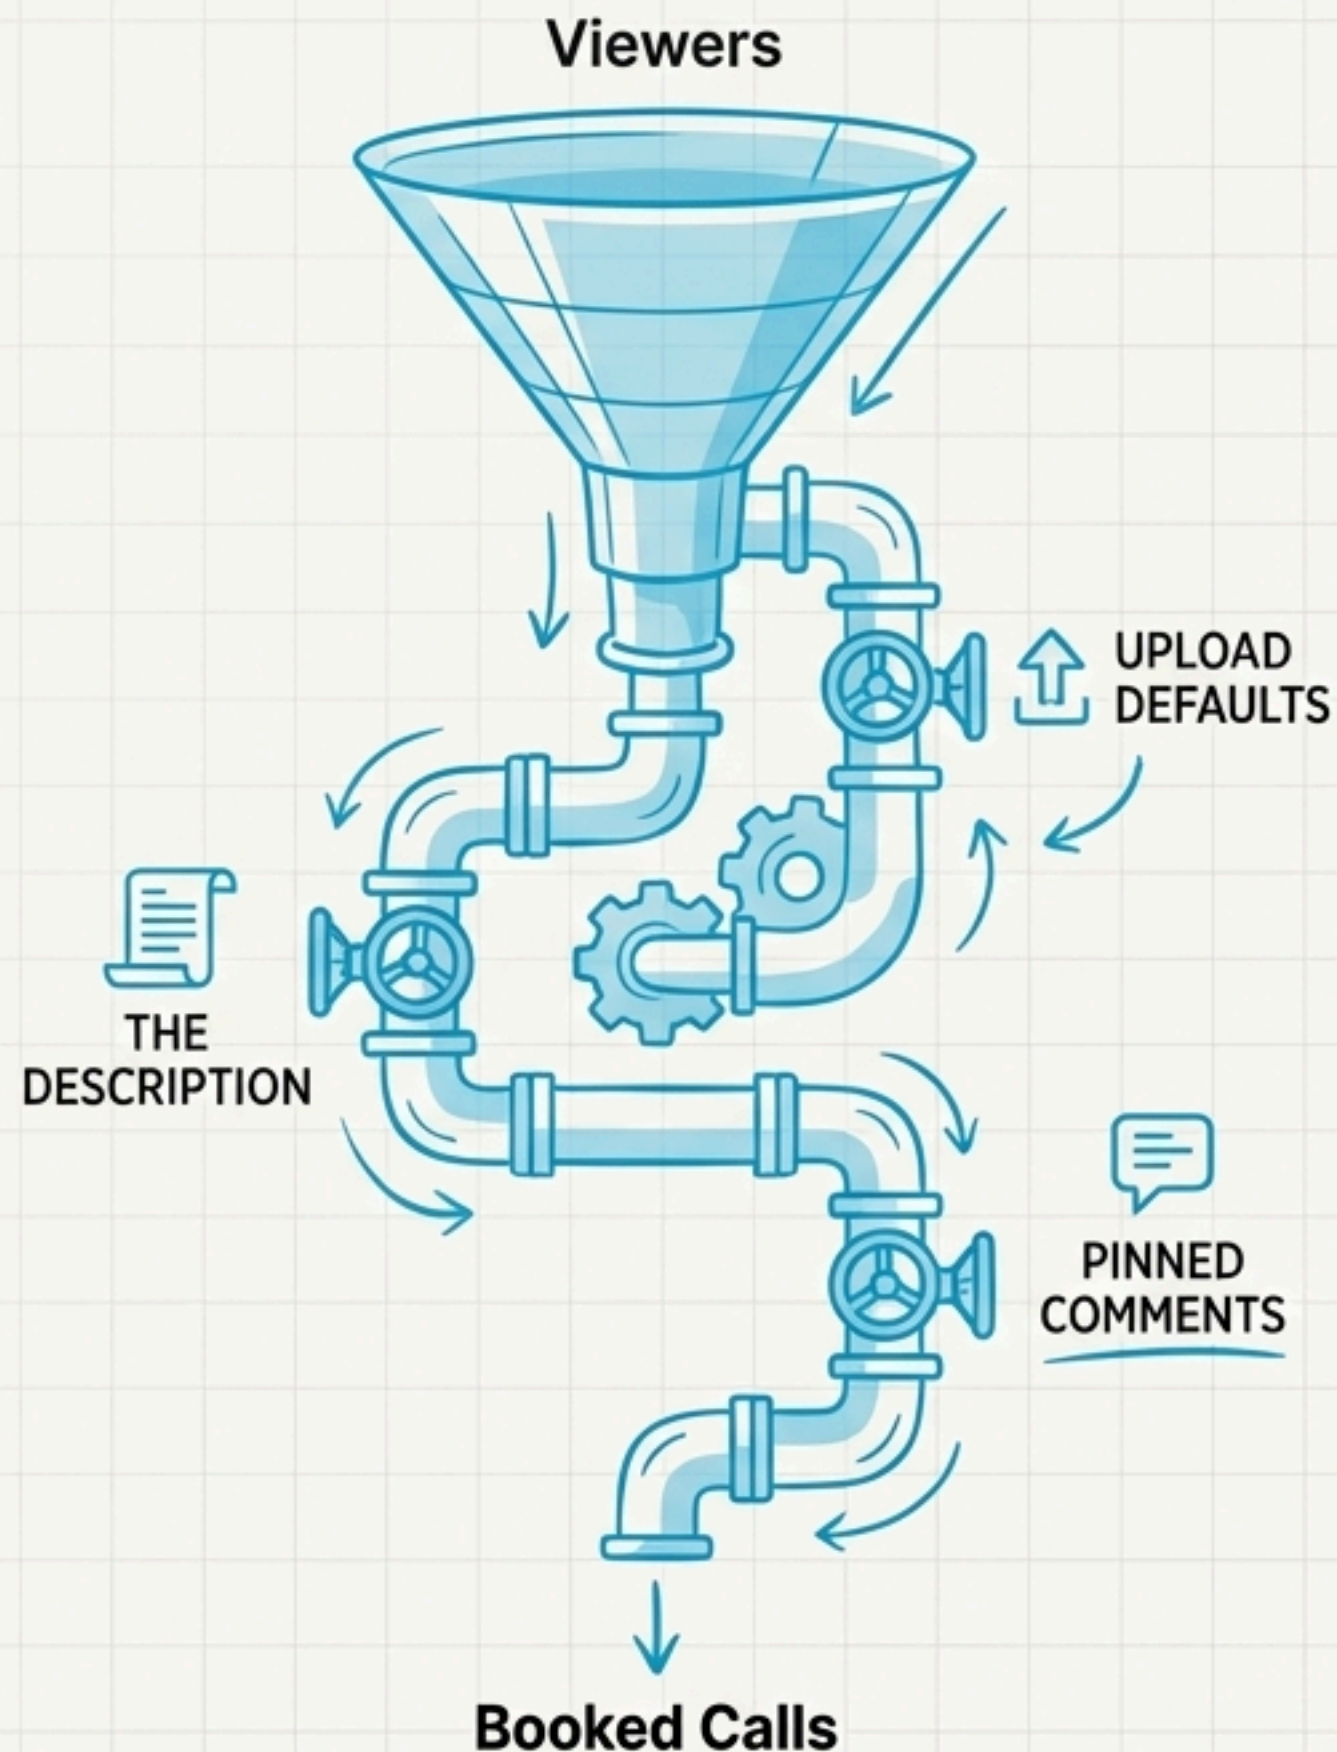 Viewers
UPLOAD
DEFAULTS
THE
DESCRIPTION
PINNED
COMMENTS
Booked Calls